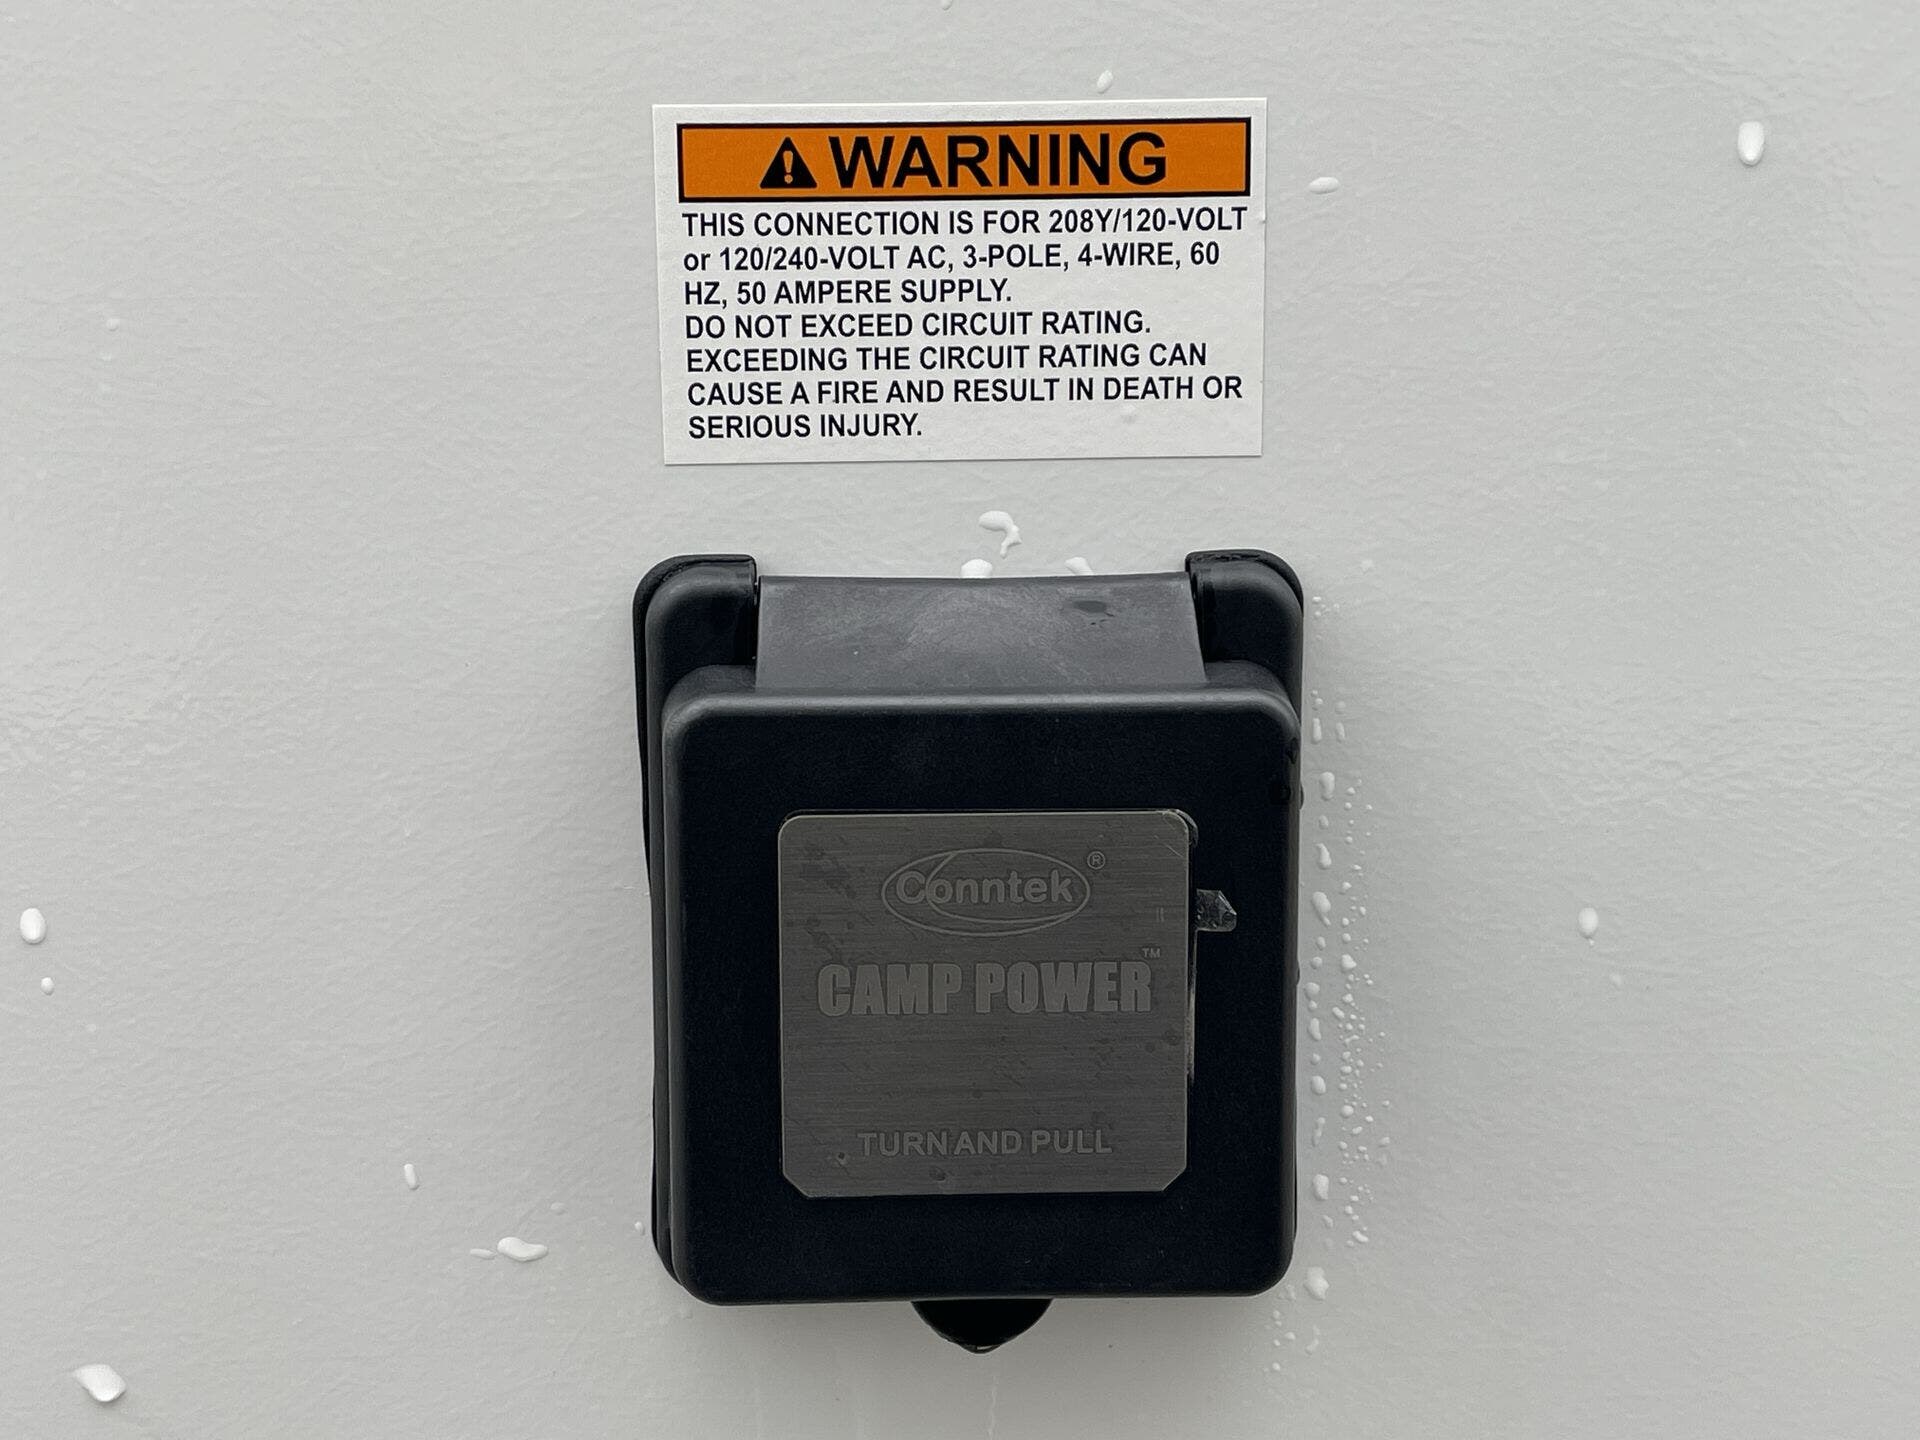 WARNING
THIS CONNECTION IS FOR 208Y/120-VOLT
or 120/240-VOLT AC, 3-POLE, 4-WIRE, 60
HZ, 50 AMPERE SUPPLY.
DO NOT EXCEED CIRCUIT RATING.
EXCEEDING THE CIRCUIT RATING CAN
CAUSE A FIRE AND RESULT IN DEATH OR
SERIOUS INJURY.
Conntek®
CAMP POWER™
TURN AND PULL